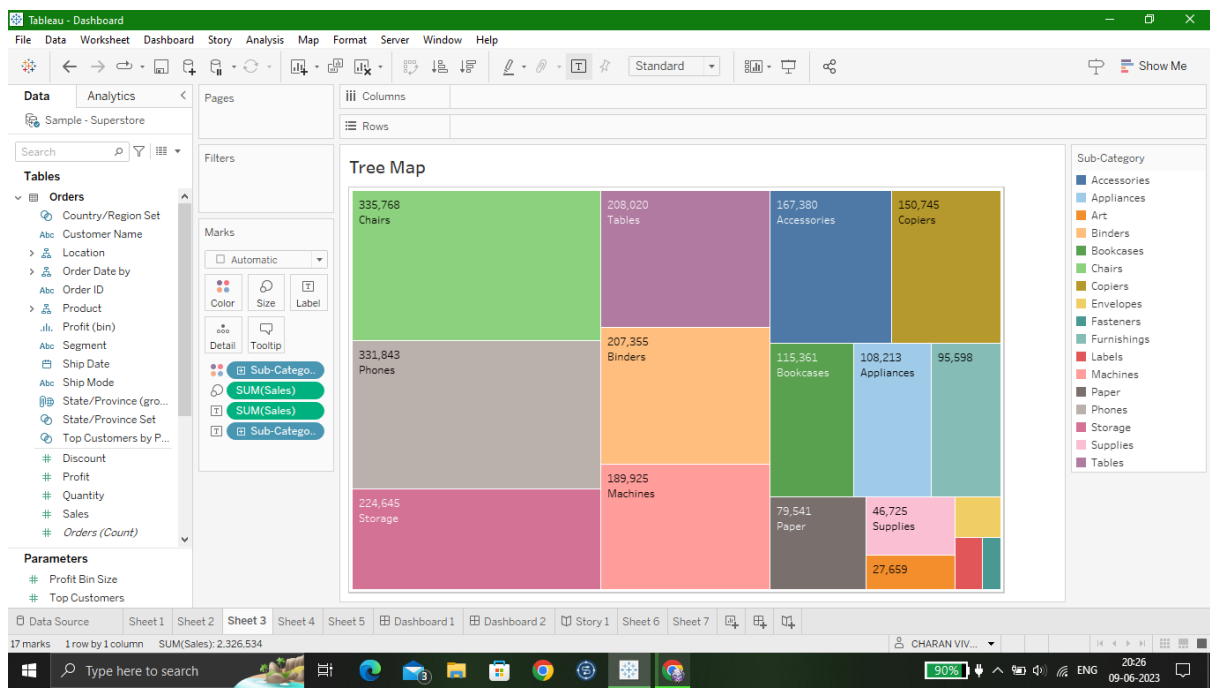 Tableau - Dashboard
File Data Worksheet Dashboard Story Analysis Map Format Server Window Help
Standard
Show Me
Data Analytics
Sample - Superstore
Search
Tables
Orders
Country/Region Set
Abc Customer Name
Location
Order Date by
Abc Order ID
Product
Profit (bin)
Abc Segment
Ship Date
Abc Ship Mode
State/Province (gro...
State/Province Set
Top Customers by P...
# Discount
# Profit
# Quantity
# Sales
# Orders (Count)
Parameters
# Profit Bin Size
# Top Customers
Pages
Filters
Marks
Automatic
Color Size Label
Detail Tooltip
Sub-Catego..
SUM(Sales)
SUM(Sales)
Sub-Catego..
Columns
Rows
Tree Map
335,768
Chairs
331,843
Phones
224,645
Storage
208,020
Tables
207,355
Binders
189,925
Machines
167,380
Accessories
150,745
Copiers
115,361
Bookcases
108,213
Appliances
95,598
79,541
Paper
46,725
Supplies
27,659
Sub-Category
Accessories
Appliances
Art
Binders
Bookcases
Chairs
Copiers
Envelopes
Fasteners
Furnishings
Labels
Machines
Paper
Phones
Storage
Supplies
Tables
Data Source Sheet 1 Sheet 2 Sheet 3 Sheet 4 Sheet 5 Dashboard 1 Dashboard 2 Story 1 Sheet 6 Sheet 7
17 marks 1 row by 1 column SUM(Sales): 2,326,534
CHARAN VIV...
Type here to search
3
90%
ENG
20:26
09-06-2023